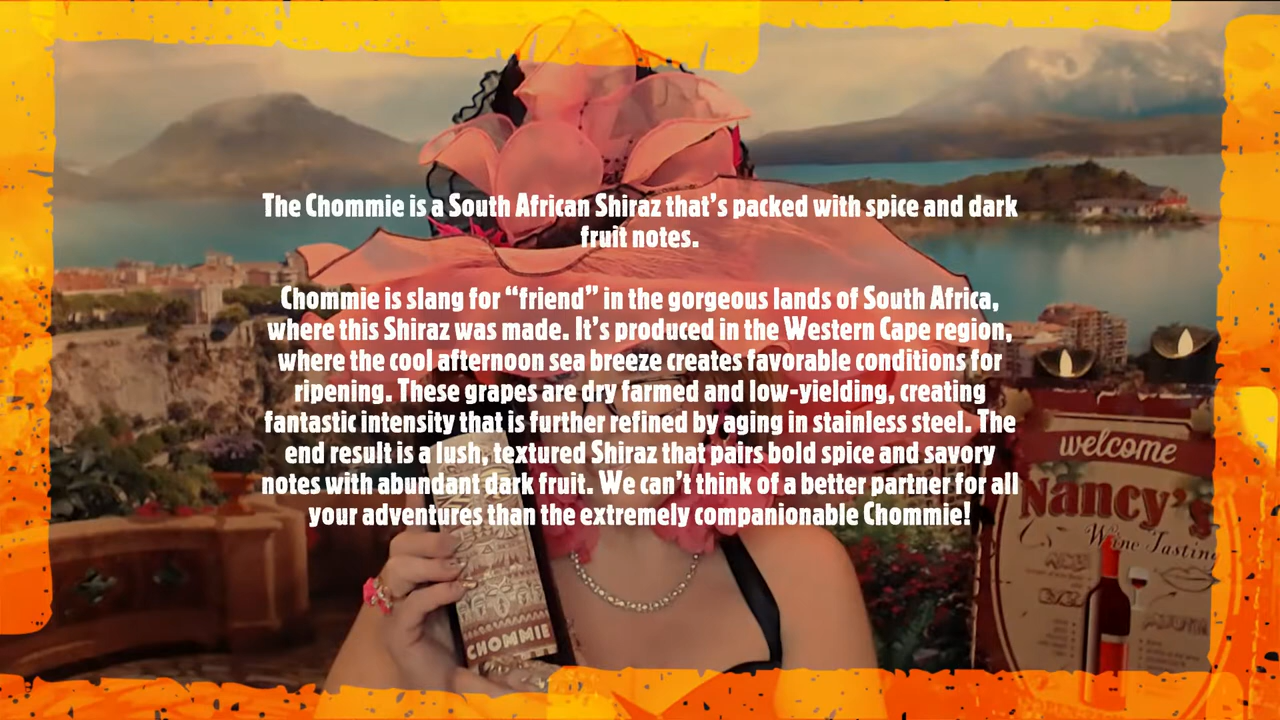 The Chommie is a South African Shiraz that's packed with spice and dark
fruit notes.
Chommie is slang for “friend” in the gorgeous lands of South Africa,
where this Shiraz was made. It's produced in the Western Cape region,
where the cool afternoon sea breeze creates favorable conditions for
ripening. These grapes are dry farmed and low-yielding, creating
fantastic intensity that is further refined by aging in stainless steel. The
end result is a lush, textured Shiraz that pairs bold spice and savory
notes with abundant dark fruit. We can't think of a better partner for all
your adventures than the extremely companionable Chommie!
CHOMMIE
welcome
Nancy's
Wine Tasting